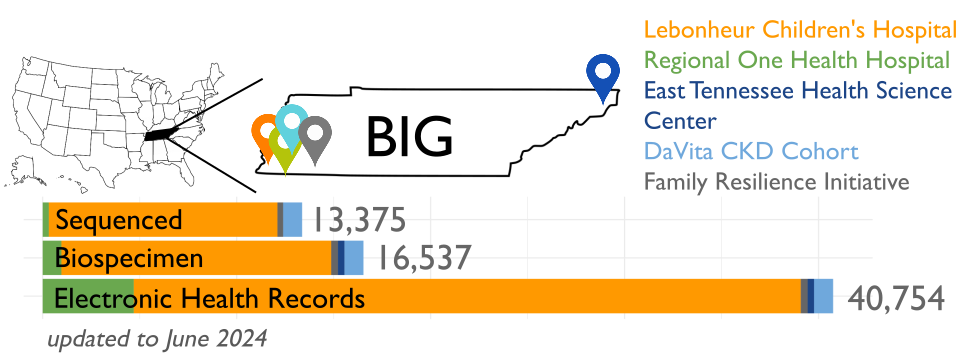 Lebonheur Children's Hospital
Regional One Health Hospital
East Tennessee Health Science
Center
DaVita CKD Cohort
Family Resilience Initiative
BIG
Sequenced 13,375
Biospecimen 16,537
Electronic Health Records 40,754
updated to June 2024